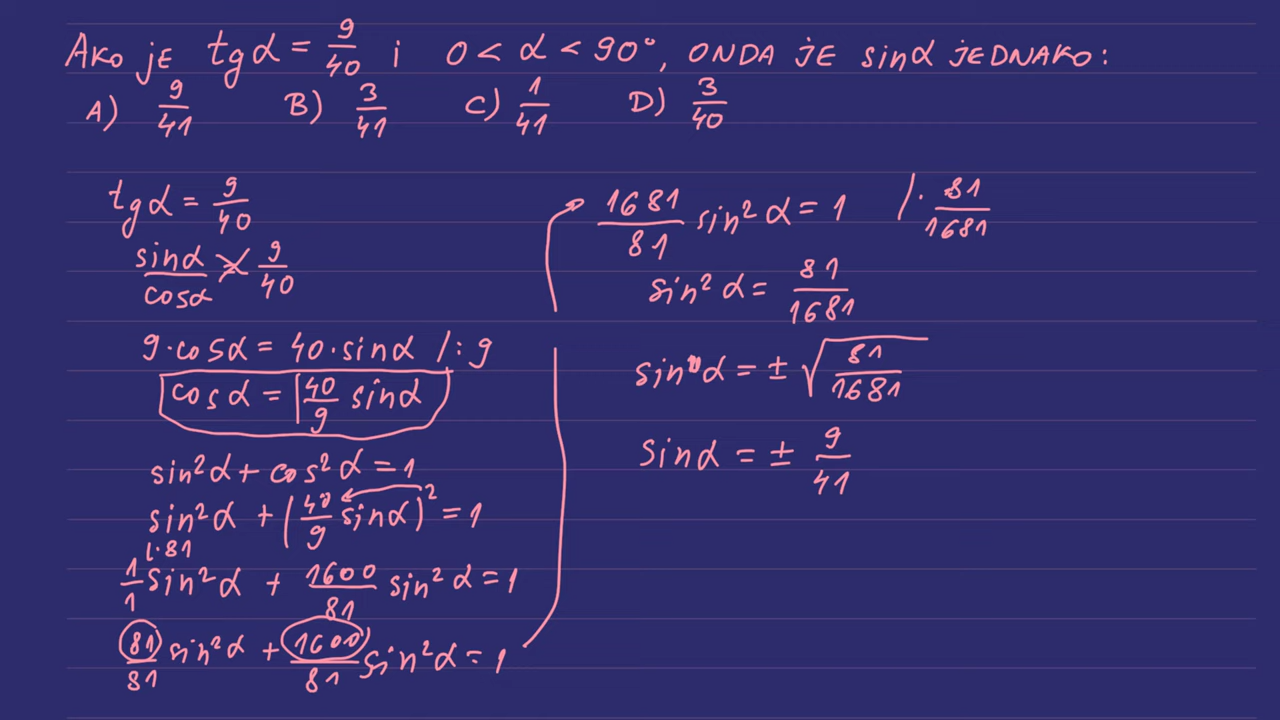 AKO JE tgα = 9/40 i 0 < α < 90°, ONDA JE sinα JEDNAKO:
A) 9/41 B) 3/41 C) 1/41 D) 3/40
tgα = 9/40
sinα/cosα = 9/40
9·cosα = 40·sinα /:9
cosα = 40/9 sinα
sin²α + cos²α = 1
sin²α + (40/9 sinα)² = 1
(·81
1/1 sin²α + 1600/81 sin²α = 1
81/81 sin²α + 1600/81 sin²α = 1
1681/81 sin²α = 1 /· 81/1681
sin²α = 81/1681
sinα = ± √81/1681
sinα = ± 9/41